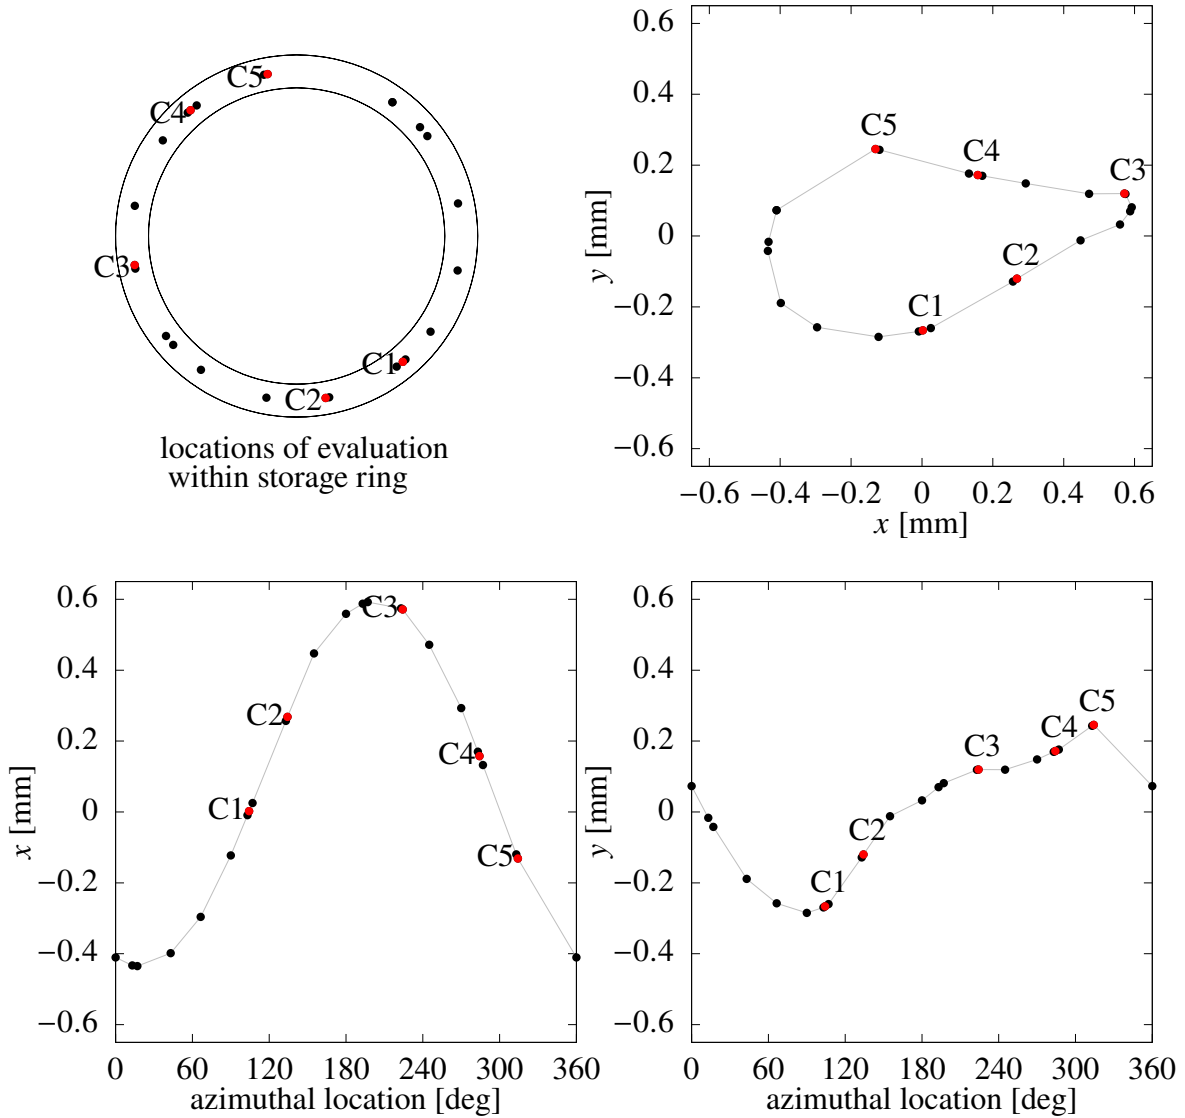 C5
C4
C3
C1
C2
locations of evaluation
within storage ring
0.6
0.4
0.2
0
−0.2
−0.4
−0.6
y [mm]
C5
C4
C3
C2
C1
−0.6 −0.4 −0.2 0 0.2 0.4 0.6
x [mm]
0.6
0.4
0.2
0
−0.2
−0.4
−0.6
x [mm]
C3
C2
C4
C1
C5
0 60 120 180 240 300 360
azimuthal location [deg]
0.6
0.4
0.2
0
−0.2
−0.4
−0.6
y [mm]
C5
C4
C3
C2
C1
0 60 120 180 240 300 360
azimuthal location [deg]